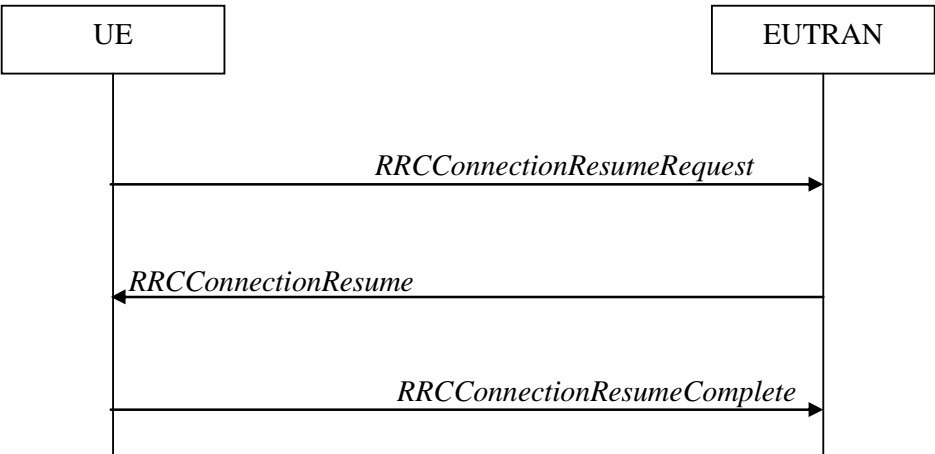 UE
EUTRAN
RRCConnectionResumeRequest
RRCConnectionResume
RRCConnectionResumeComplete